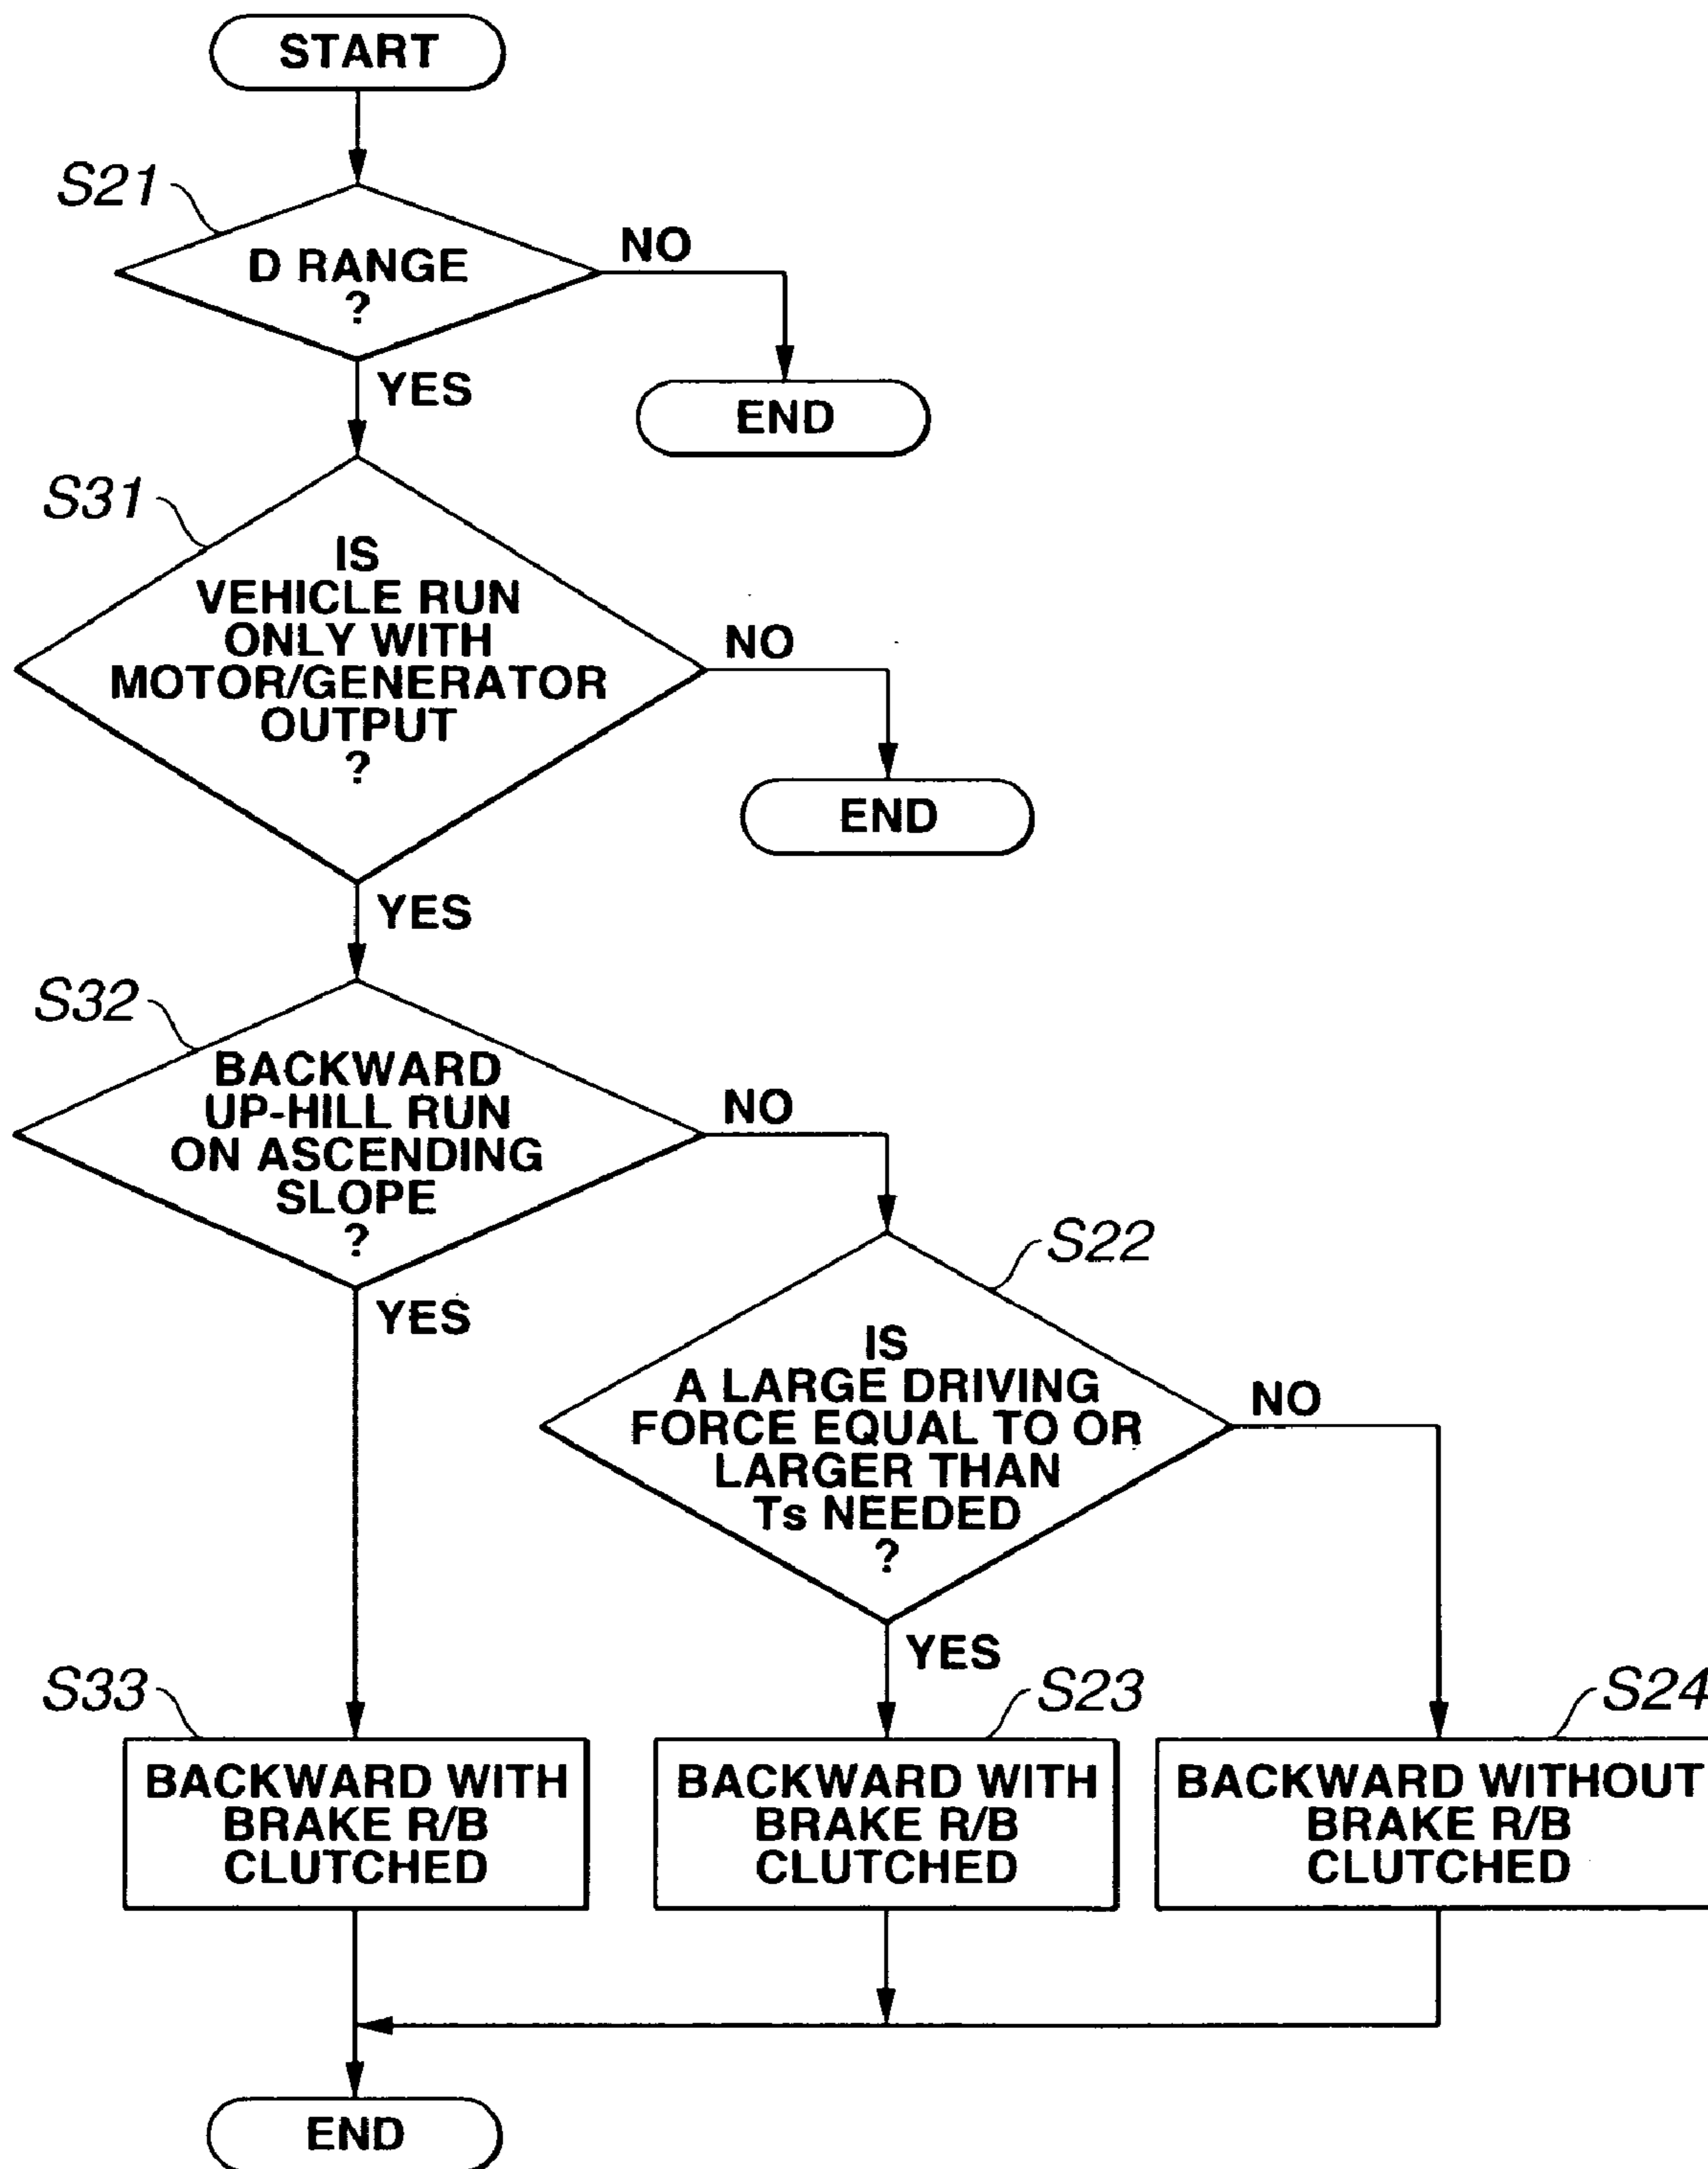 START
S21
D RANGE
?
NO
YES
END
S31
IS
VEHICLE RUN
ONLY WITH
MOTOR/GENERATOR
OUTPUT
?
NO
YES
END
S32
BACKWARD
UP-HILL RUN
ON ASCENDING
SLOPE
?
NO
YES
S22
IS
A LARGE DRIVING
FORCE EQUAL TO OR
LARGER THAN
Ts NEEDED
?
NO
YES
S33
BACKWARD WITH
BRAKE R/B
CLUTCHED
S23
BACKWARD WITH
BRAKE R/B
CLUTCHED
S24
BACKWARD WITHOUT
BRAKE R/B
CLUTCHED
END